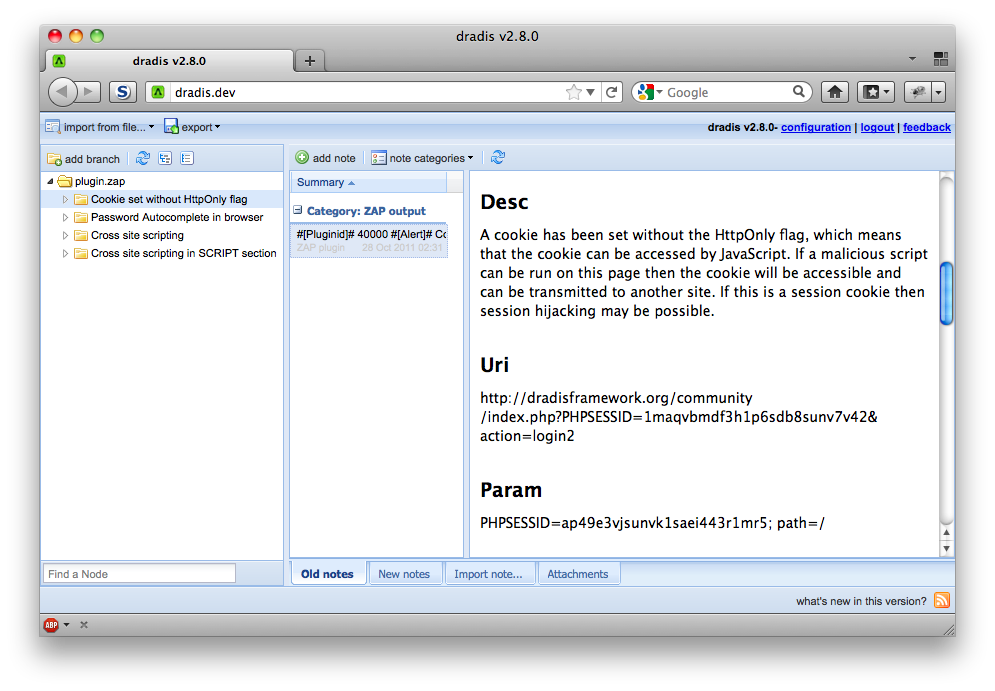 dradis v2.8.0
dradis v2.8.0
dradis.dev
Google
import from file...
export
dradis v2.8.0- configuration | logout | feedback
add branch
plugin.zap
Cookie set without HttpOnly flag
Password Autocomplete in browser
Cross site scripting
Cross site scripting in SCRIPT section
Find a Node
add note
note categories
Summary
Category: ZAP output
#[Pluginid]# 40000 #[Alert]# Co
ZAP plugin 28 Oct 2011 02:31
Desc
A cookie has been set without the HttpOnly flag, which means
that the cookie can be accessed by JavaScript. If a malicious script
can be run on this page then the cookie will be accessible and
can be transmitted to another site. If this is a session cookie then
session hijacking may be possible.
Uri
http://dradisframework.org/community
/index.php?PHPSESSID=1maqvbmdf3h1p6sdb8sunv7v42&
action=login2
Param
PHPSESSID=ap49e3vjsunvk1saei443r1mr5; path=/
Old notes
New notes
Import note...
Attachments
what's new in this version?
ABP